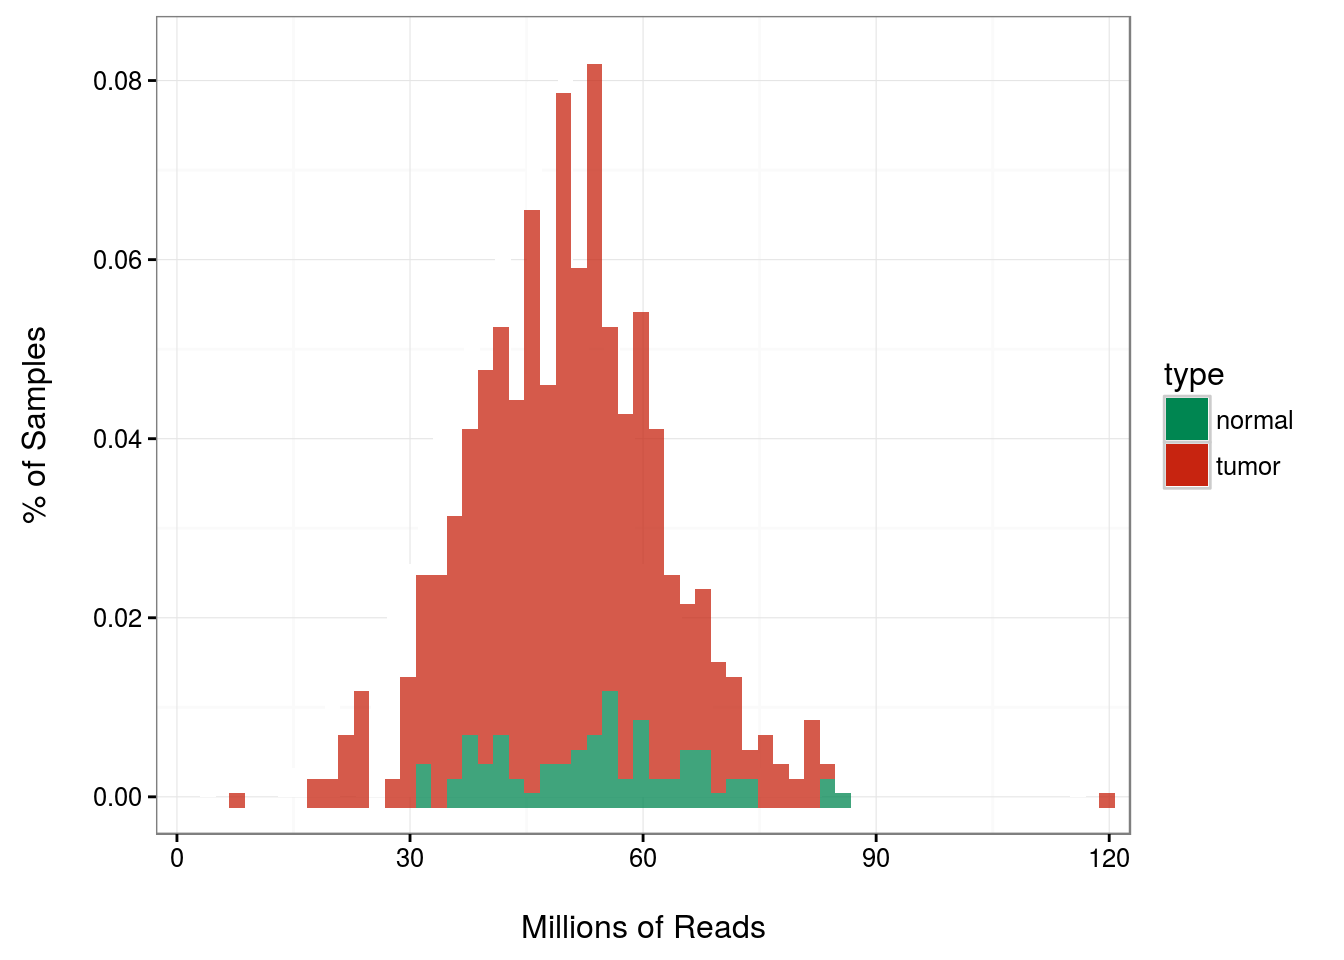 % of Samples
0.08
0.06
0.04
0.02
0.00
0 30 60 90 120
Millions of Reads
type
normal
tumor